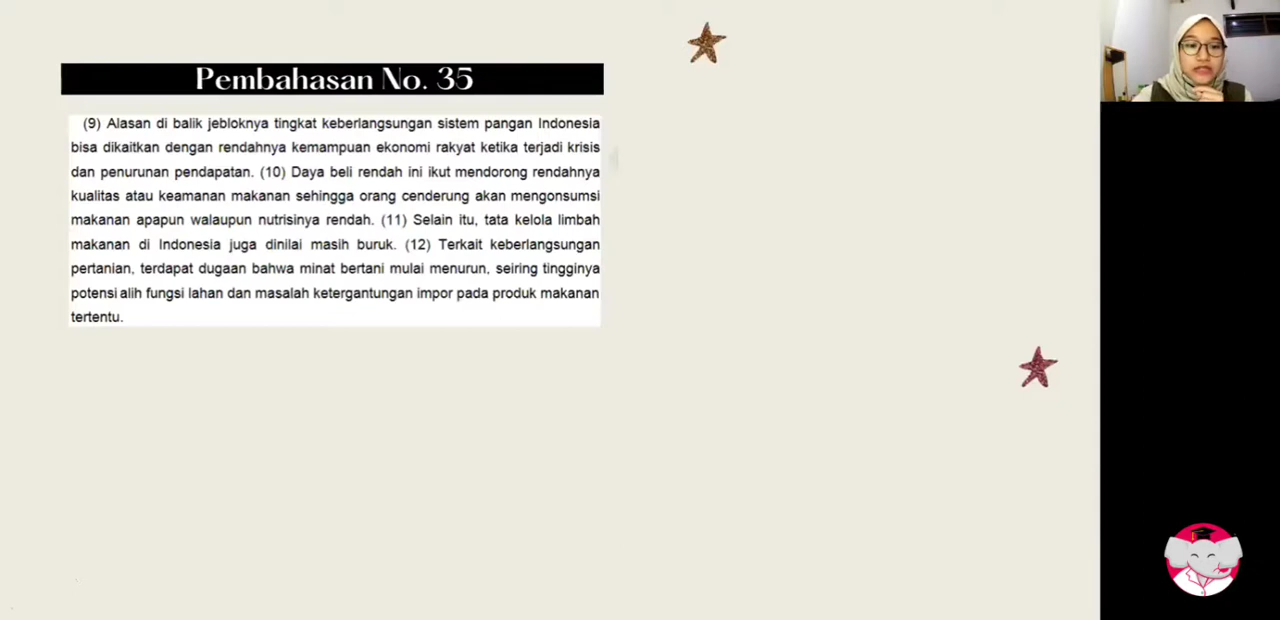 Pembahasan No. 35
(9) Alasan di balik jebloknya tingkat keberlangsungan sistem pangan Indonesia
bisa dikaitkan dengan rendahnya kemampuan ekonomi rakyat ketika terjadi krisis
dan penurunan pendapatan. (10) Daya beli rendah ini ikut mendorong rendahnya
kualitas atau keamanan makanan sehingga orang cenderung akan mengonsumsi
makanan apapun walaupun nutrisinya rendah. (11) Selain itu, tata kelola limbah
makanan di Indonesia juga dinilai masih buruk. (12) Terkait keberlangsungan
pertanian, terdapat dugaan bahwa minat bertani mulai menurun, seiring tingginya
potensi alih fungsi lahan dan masalah ketergantungan impor pada produk makanan
tertentu.